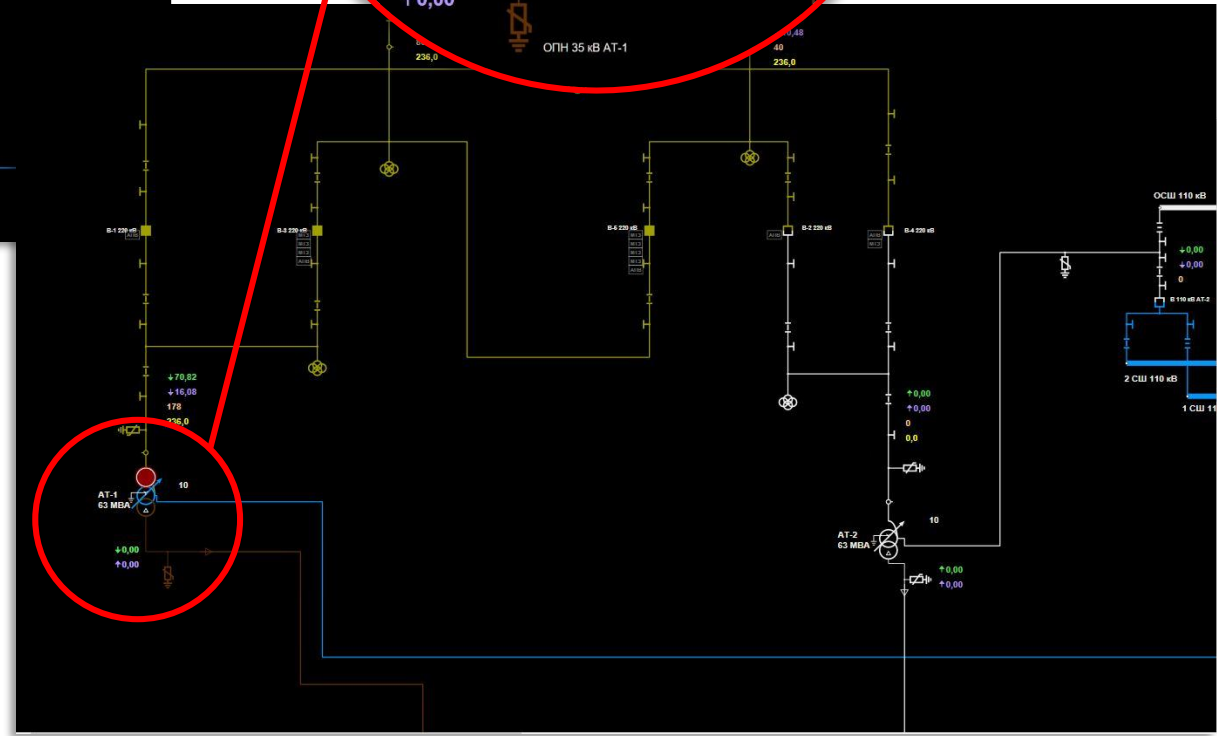 ↑0,00
ОПН 35 кВ АТ-1
236,0
40
236,0
ОСШ 110 кВ
В-1 220 кВ
АПВ
В-3 220 кВ
В-5 220 кВ
АПВ
В-2 220 кВ
АПВ
В-4 220 кВ
↓0,00
↓0,00
0
В 110 кВ АТ-2
2 СШ 110 кВ
1 СШ 11
↓70,82
↓16,08
178
236,0
↑0,00
↑0,00
0
0,0
АТ-1
63 МВА
10
АТ-2
63 МВА
10
↓0,00
↑0,00
↑0,00
↑0,00